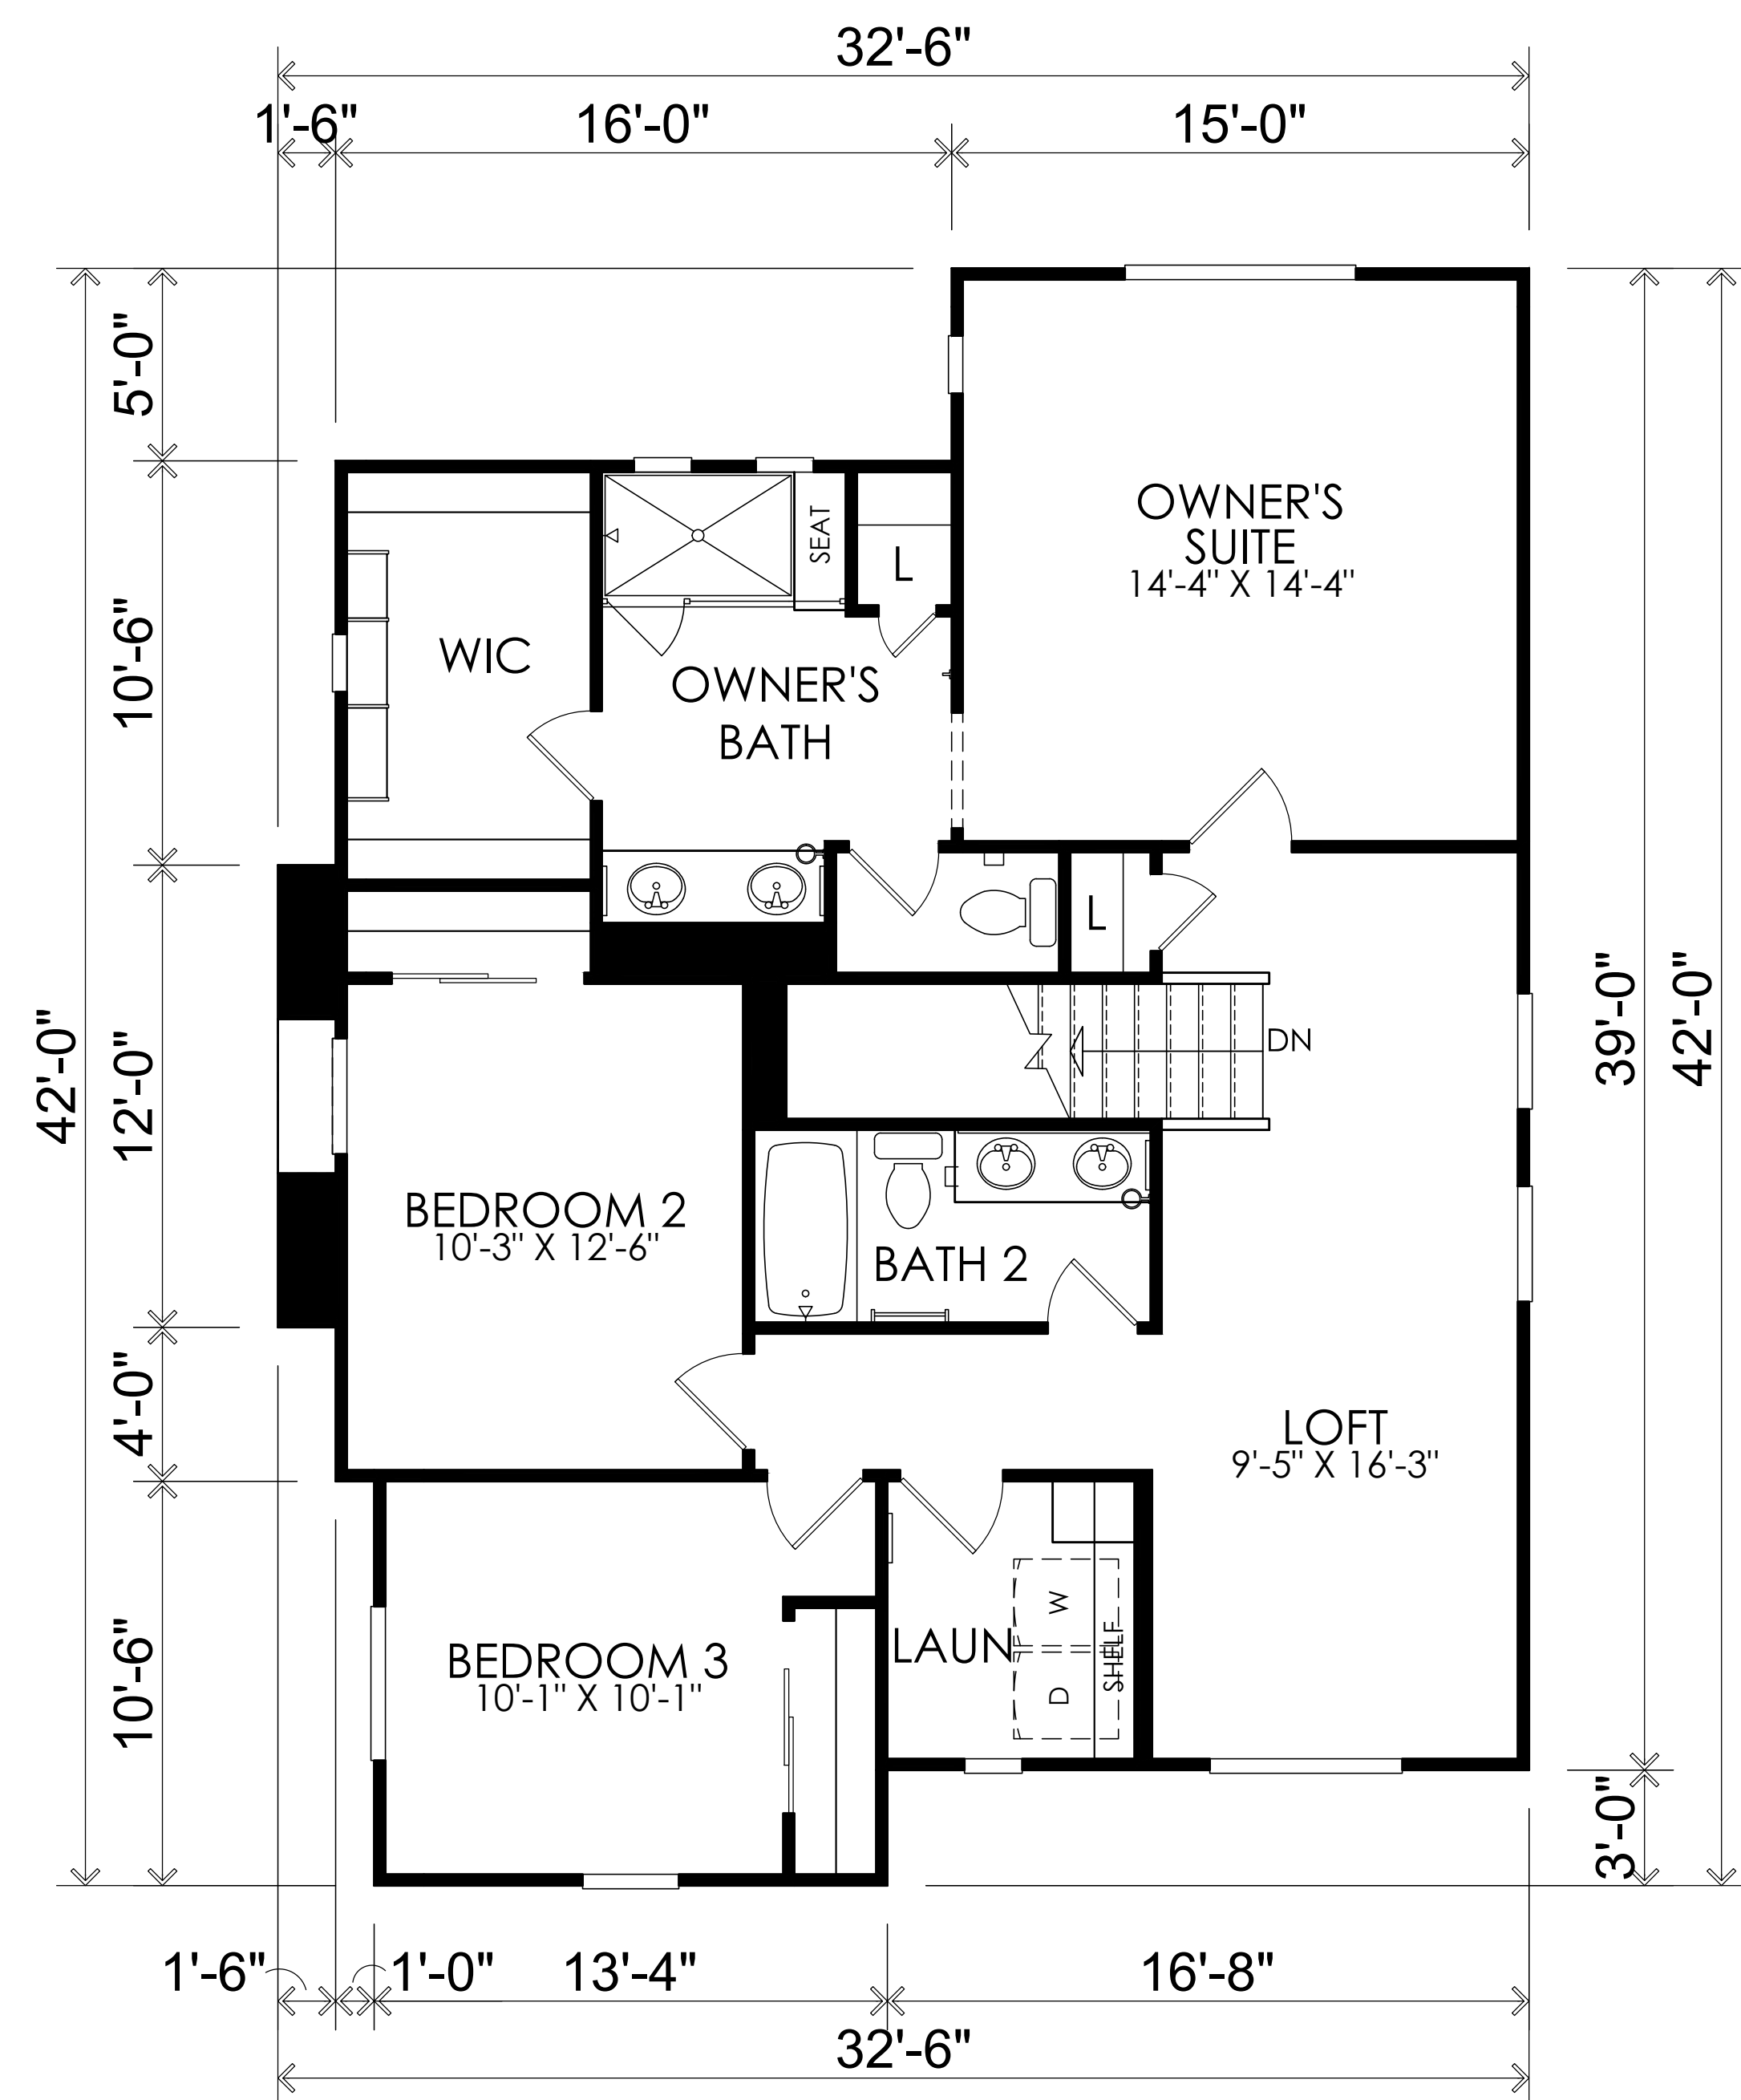 32'-6"
1'-6"
16'-0"
15'-0"
5'-0"
10'-6"
12'-0"
4'-0"
10'-6"
42'-0"
OWNER'S
SUITE
14'-4" X 14'-4"
SEAT
L
WIC
OWNER'S
BATH
L
DN
39'-0"
42'-0"
3'-0"
BEDROOM 2
10'-3" X 12'-6"
BATH 2
LOFT
9'-5" X 16'-3"
W
D
SHELF
LAUN
BEDROOM 3
10'-1" X 10'-1"
1'-6"
1'-0"
13'-4"
16'-8"
32'-6"